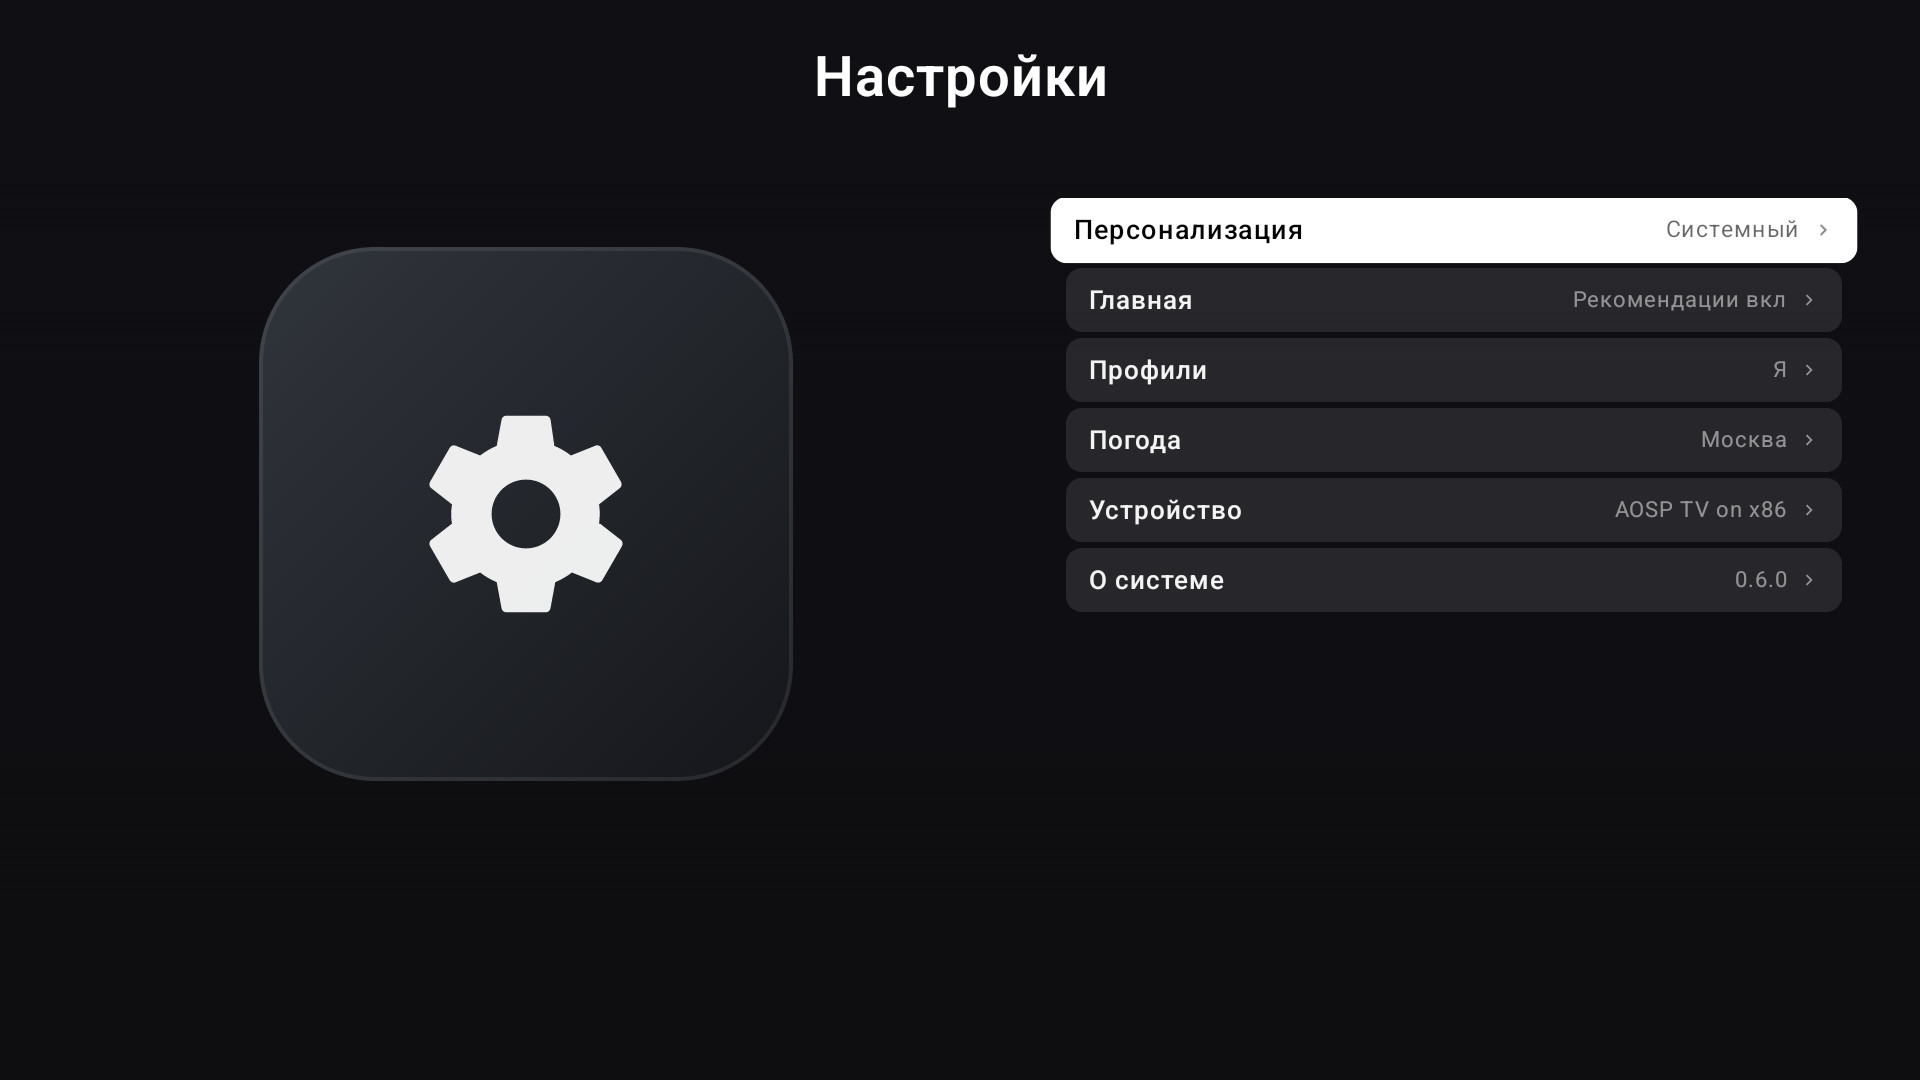 Настройки
Персонализация Системный
Главная Рекомендации вкл
Профили Я
Погода Москва
Устройство AOSP TV on x86
О системе 0.6.0